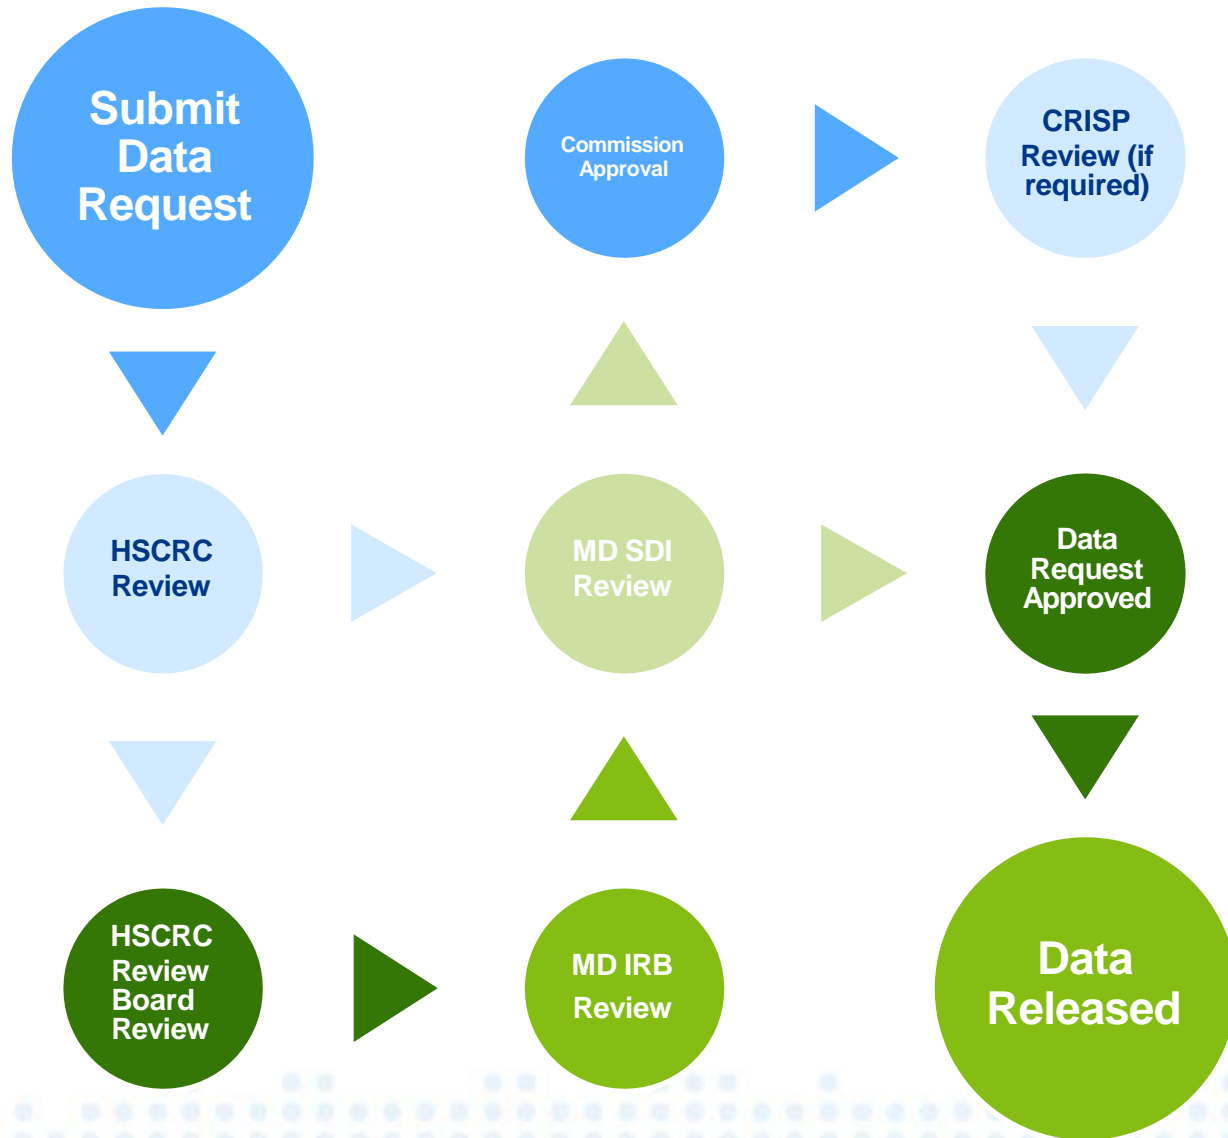 Submit
Data
Request
HSCRC
Review
HSCRC
Review
Board
Review
MD IRB
Review
MD SDI
Review
Commission
Approval
CRISP
Review (if
required)
Data
Request
Approved
Data
Released